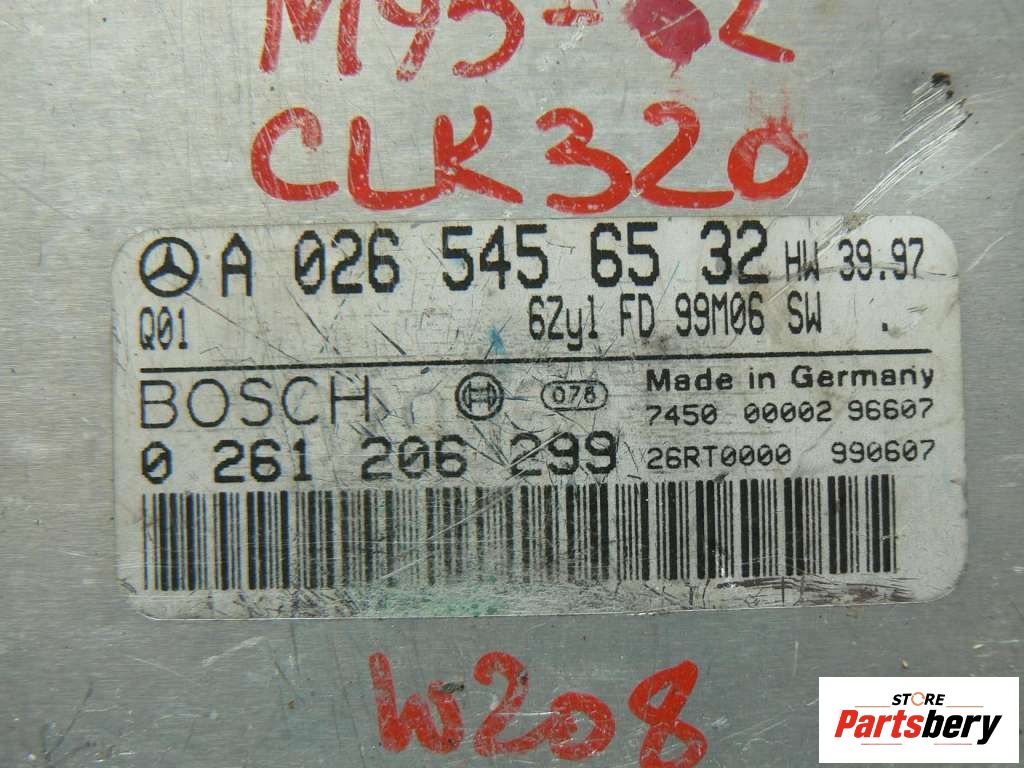 CLK320
A 026 545 65 32 HW 39.97
Q01 6Zyl FD 99M06 SW .
BOSCH 078 Made in Germany
7450 00002 96607
0 261 206 299 26RT0000 990607
W208
STORE
Partsbery